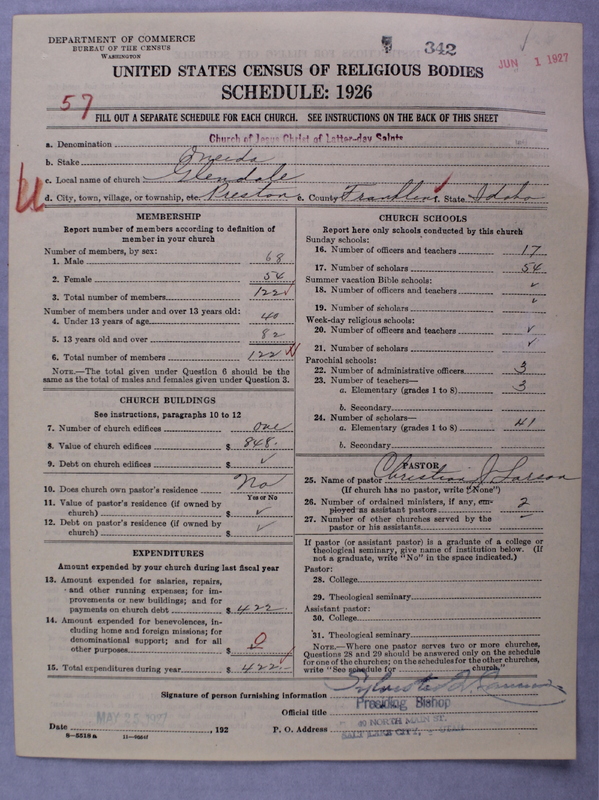 DEPARTMENT OF COMMERCE
BUREAU OF THE CENSUS
WASHINGTON
342
JUN 1 1927
UNITED STATES CENSUS OF RELIGIOUS BODIES
SCHEDULE: 1926
57
FILL OUT A SEPARATE SCHEDULE FOR EACH CHURCH. SEE INSTRUCTIONS ON THE BACK OF THIS SHEET
a. Denomination Church of Jesus Christ of Latter-day Saints
b. Stake Oneida
c. Local name of church Glendale
d. City, town, village, or township, etc. Preston e. County Franklin f. State Idaho
MEMBERSHIP
Report number of members according to definition of
member in your church
Number of members, by sex:
1. Male 68
2. Female 54
3. Total number of members 122
Number of members under and over 13 years old:
4. Under 13 years of age 40
5. 13 years old and over 82
6. Total number of members 122
NOTE.—The total given under Question 6 should be the
same as the total of males and females given under Question 3.
CHURCH BUILDINGS
See instructions, paragraphs 10 to 12
7. Number of church edifices one
8. Value of church edifices $ 848.
9. Debt on church edifices $ ✓
10. Does church own pastor's residence No
Yes or No
11. Value of pastor's residence (if owned by
church) $ ✓
12. Debt on pastor's residence (if owned by
church) $ ✓
EXPENDITURES
Amount expended by your church during last fiscal year
13. Amount expended for salaries, repairs,
and other running expenses; for im-
provements or new buildings; and for
payments on church debt $ 422.
14. Amount expended for benevolences, in-
cluding home and foreign missions; for
denominational support; and for all
other purposes $ 0
15. Total expenditures during year $ 422.
CHURCH SCHOOLS
Report here only schools conducted by this church
Sunday schools:
16. Number of officers and teachers 17
17. Number of scholars 54
Summer vacation Bible schools:
18. Number of officers and teachers ✓
19. Number of scholars ✓
Week-day religious schools:
20. Number of officers and teachers ✓
21. Number of scholars ✓
Parochial schools:
22. Number of administrative officers 3
23. Number of teachers—
a. Elementary (grades 1 to 8) 3
b. Secondary
24. Number of scholars—
a. Elementary (grades 1 to 8) 41
b. Secondary
PASTOR
25. Name of pastor Christian J Larson
(If church has no pastor, write "None")
26. Number of ordained ministers, if any, em-
ployed as assistant pastors 2
27. Number of other churches served by the
pastor or his assistants
If pastor (or assistant pastor) is a graduate of a college or
theological seminary, give name of institution below. (If
not a graduate, write "No" in the space indicated.)
Pastor:
28. College
29. Theological seminary
Assistant pastor:
30. College
31. Theological seminary
NOTE.—Where one pastor serves two or more churches,
Questions 28 and 29 should be answered only on the schedule
for one of the churches; on the schedules for the other churches,
write "See schedule for church."
Signature of person furnishing information
Official title Presiding Bishop
Date MAY 25 1927, 192 P. O. Address 40 NORTH MAIN ST.
SALT LAKE CITY, UTAH
8-5518a